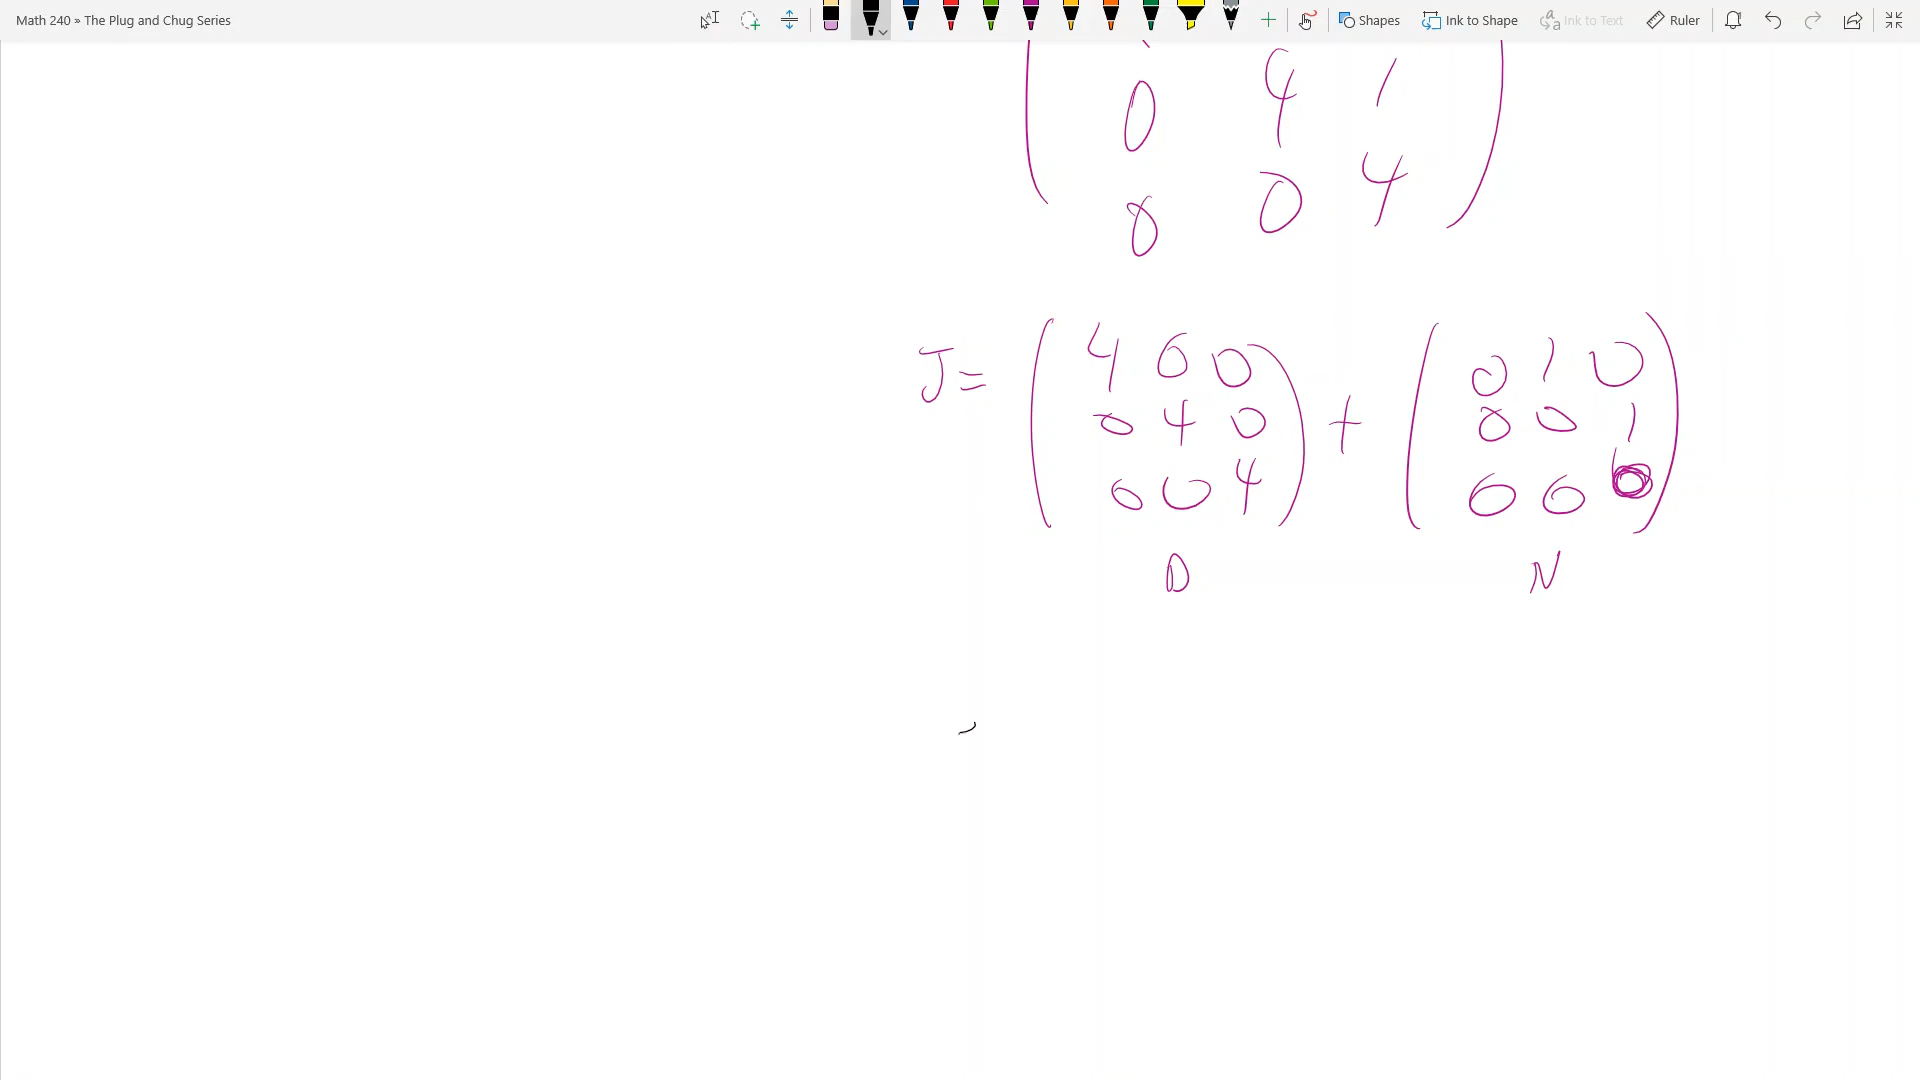 Math 240 » The Plug and Chug Series
Shapes Ink to Shape Ink to Text Ruler
0 4 1
0 0 4
J = ( 4 0 0 ) + ( 0 1 0 )
0 4 0 0 0 1
0 0 4 0 0 0
D N